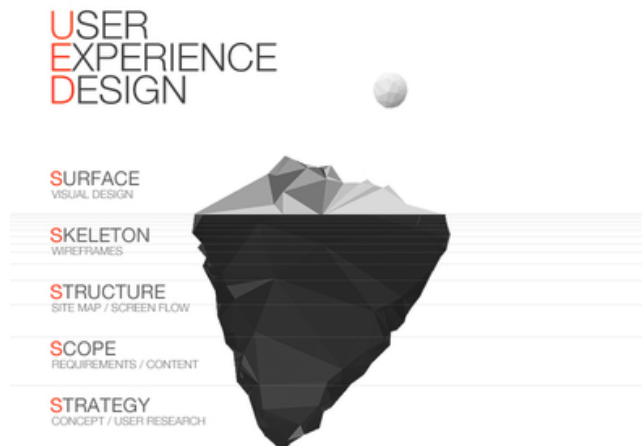 USER
EXPERIENCE
DESIGN
SURFACE
VISUAL DESIGN
SKELETON
WIREFRAMES
STRUCTURE
SITE MAP / SCREEN FLOW
SCOPE
REQUIREMENTS / CONTENT
STRATEGY
CONCEPT / USER RESEARCH